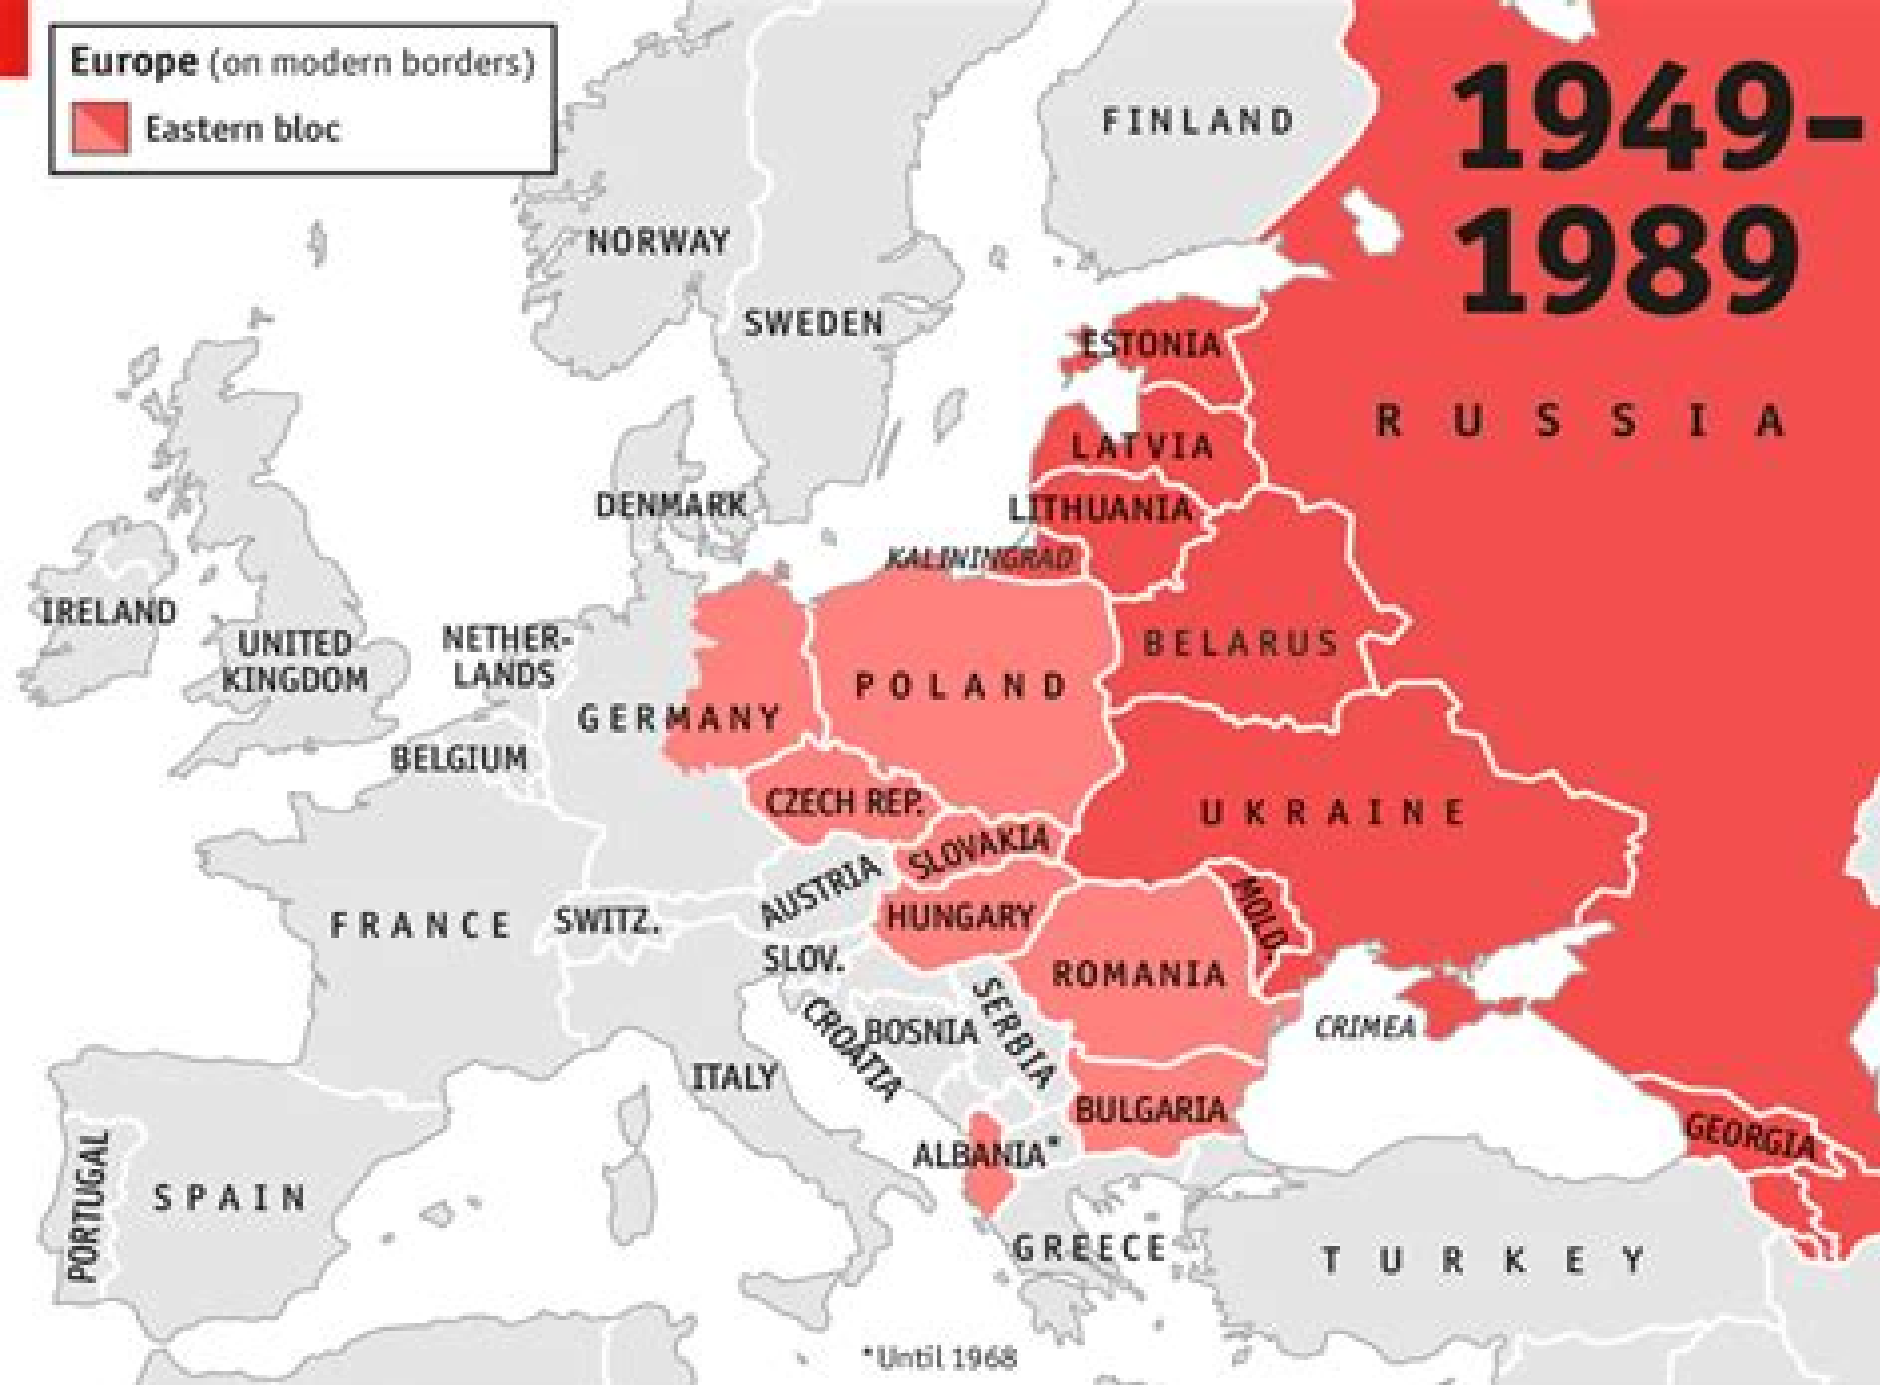 Europe (on modern borders)
Eastern bloc
1949-
1989
FINLAND
NORWAY
SWEDEN
ESTONIA
RUSSIA
LATVIA
DENMARK
LITHUANIA
KALININGRAD
IRELAND
UNITED
KINGDOM
NETHER-
LANDS
BELARUS
POLAND
GERMANY
BELGIUM
CZECH REP.
UKRAINE
SLOVAKIA
AUSTRIA
FRANCE
SWITZ.
HUNGARY
MOLD.
SLOV.
ROMANIA
SERBIA
CROATIA
BOSNIA
CRIMEA
ITALY
BULGARIA
GEORGIA
ALBANIA*
PORTUGAL
SPAIN
GREECE
TURKEY
*Until 1968